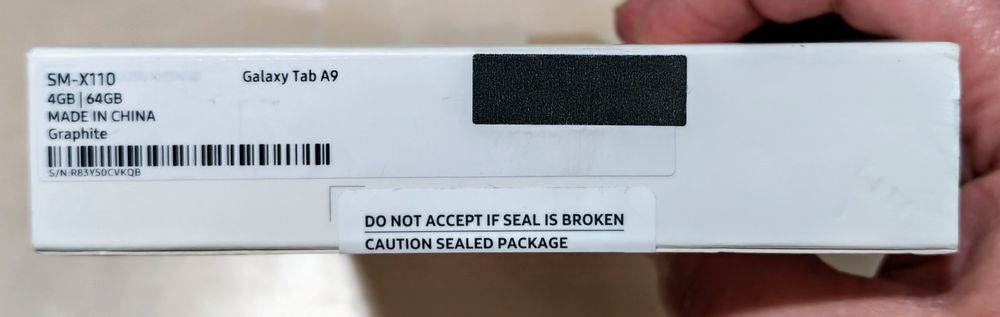 SM-X110
Galaxy Tab A9
4GB | 64GB
MADE IN CHINA
Graphite
S/N:R83Y50CVKQB
DO NOT ACCEPT IF SEAL IS BROKEN
CAUTION SEALED PACKAGE